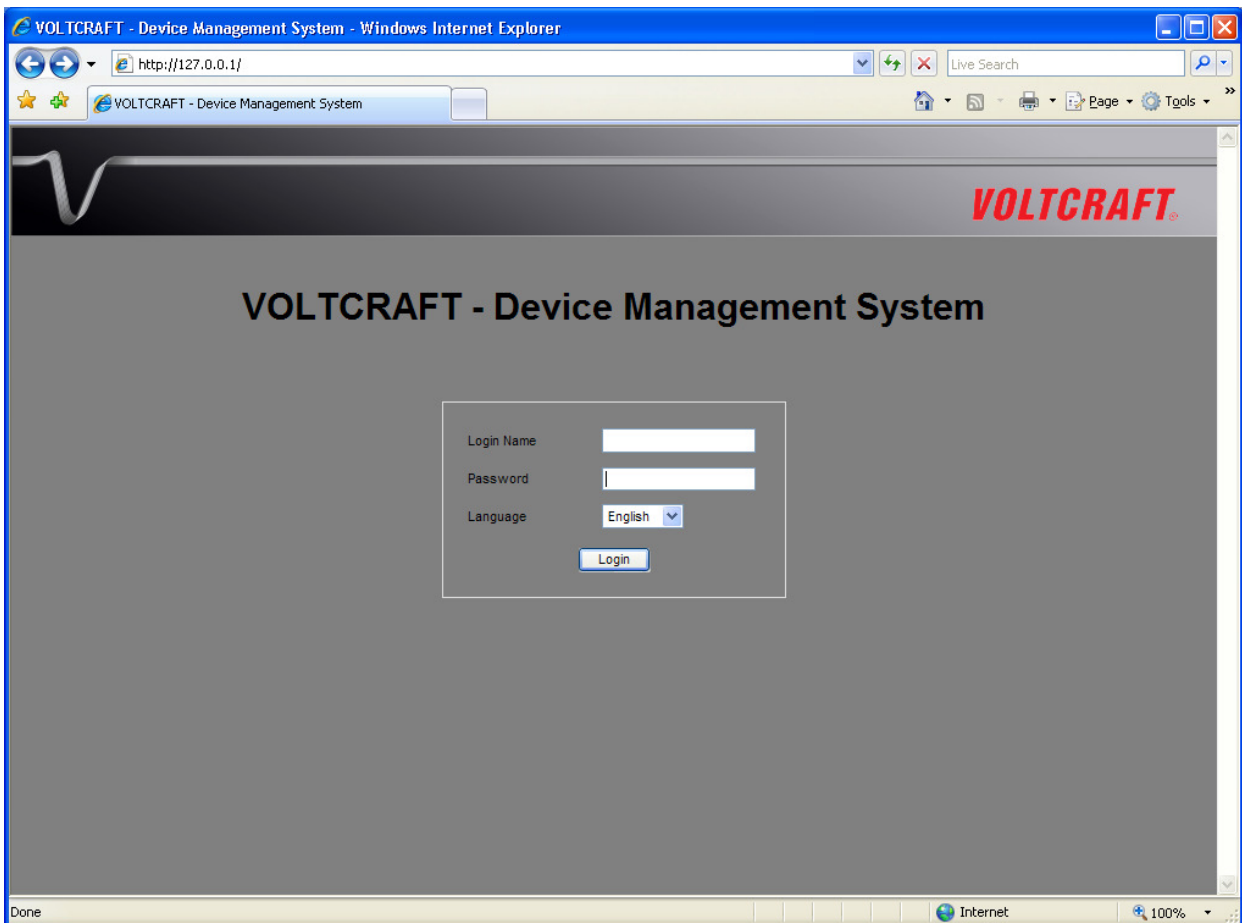 VOLTCRAFT - Device Management System - Windows Internet Explorer
http://127.0.0.1/
Live Search
VOLTCRAFT - Device Management System
Page Tools »
VOLTCRAFT®
VOLTCRAFT - Device Management System
Login Name
Password
Language English
Login
Done Internet 100%